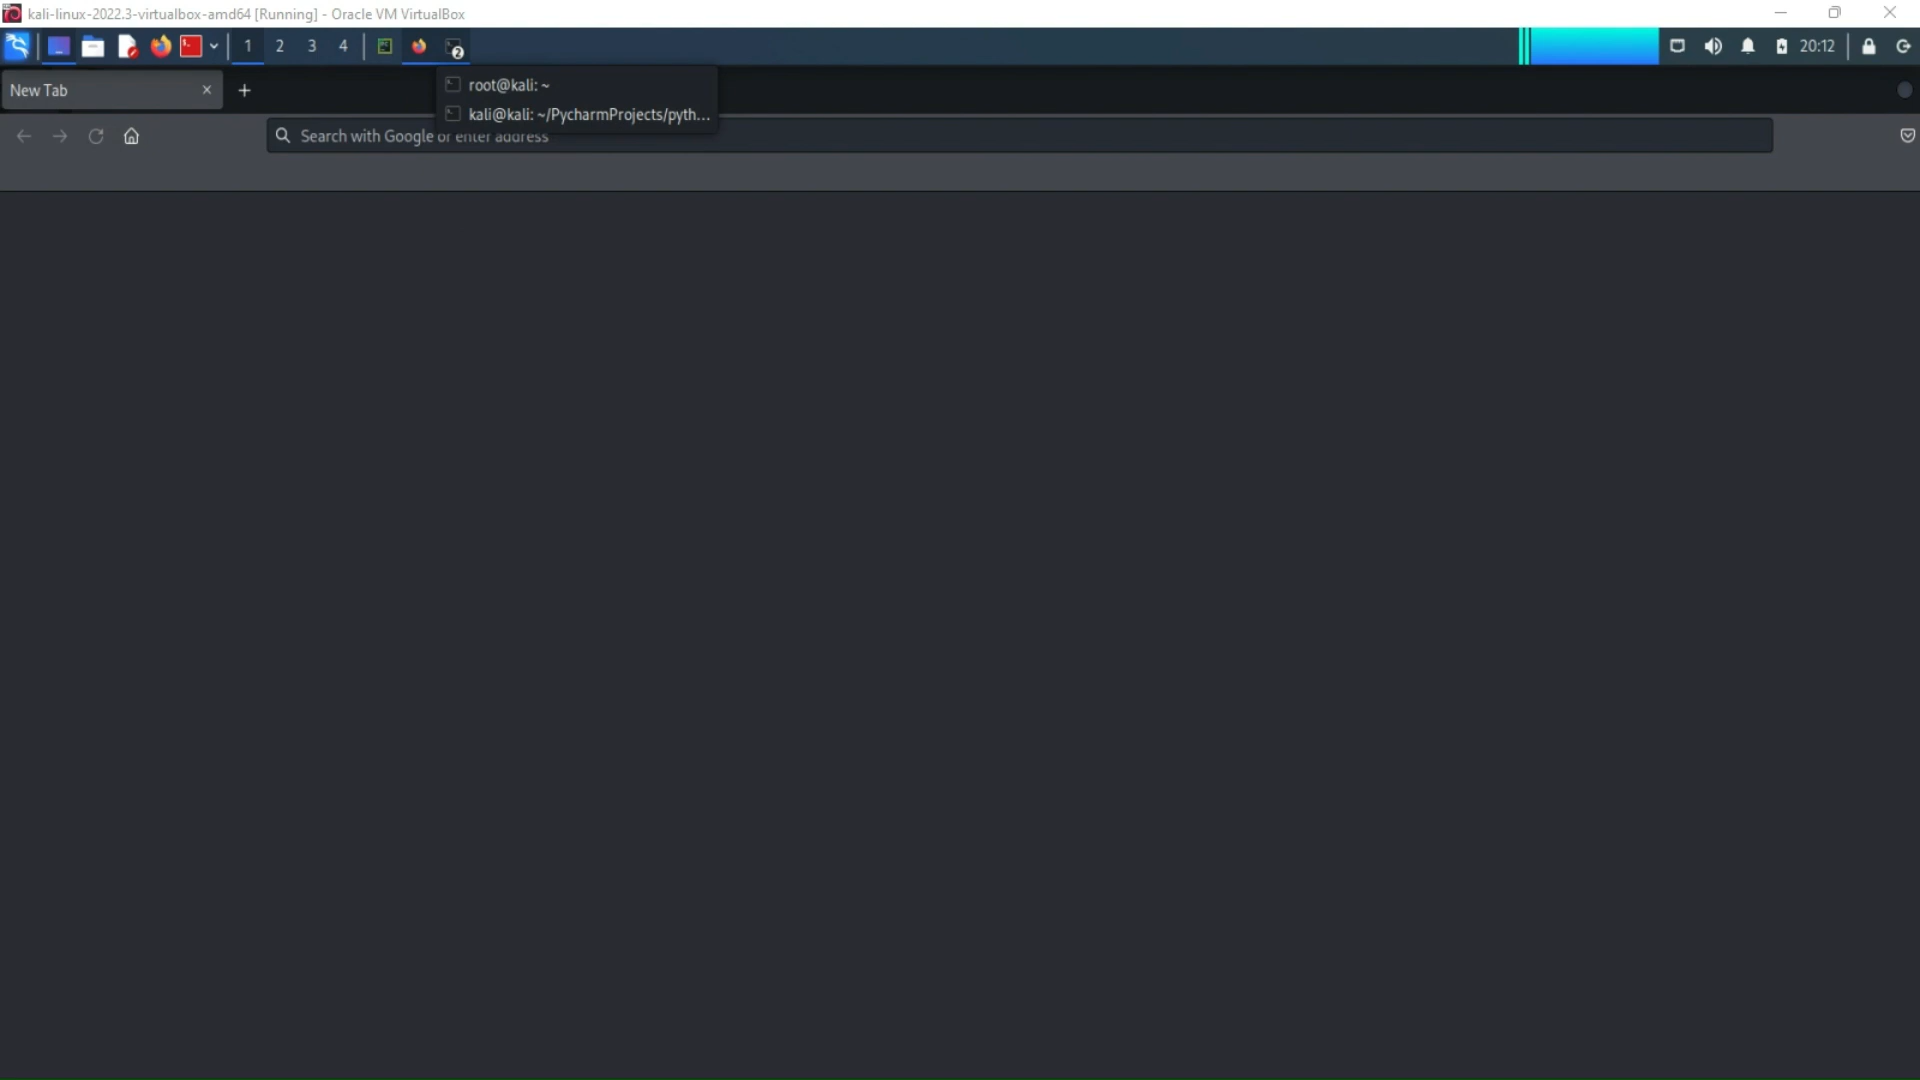 kali-linux-2022.3-virtualbox-amd64 [Running] - Oracle VM VirtualBox
1 2 3 4 2 20:12
New Tab
root@kali: ~
kali@kali: ~/PycharmProjects/pyth...
Search with Google or enter address